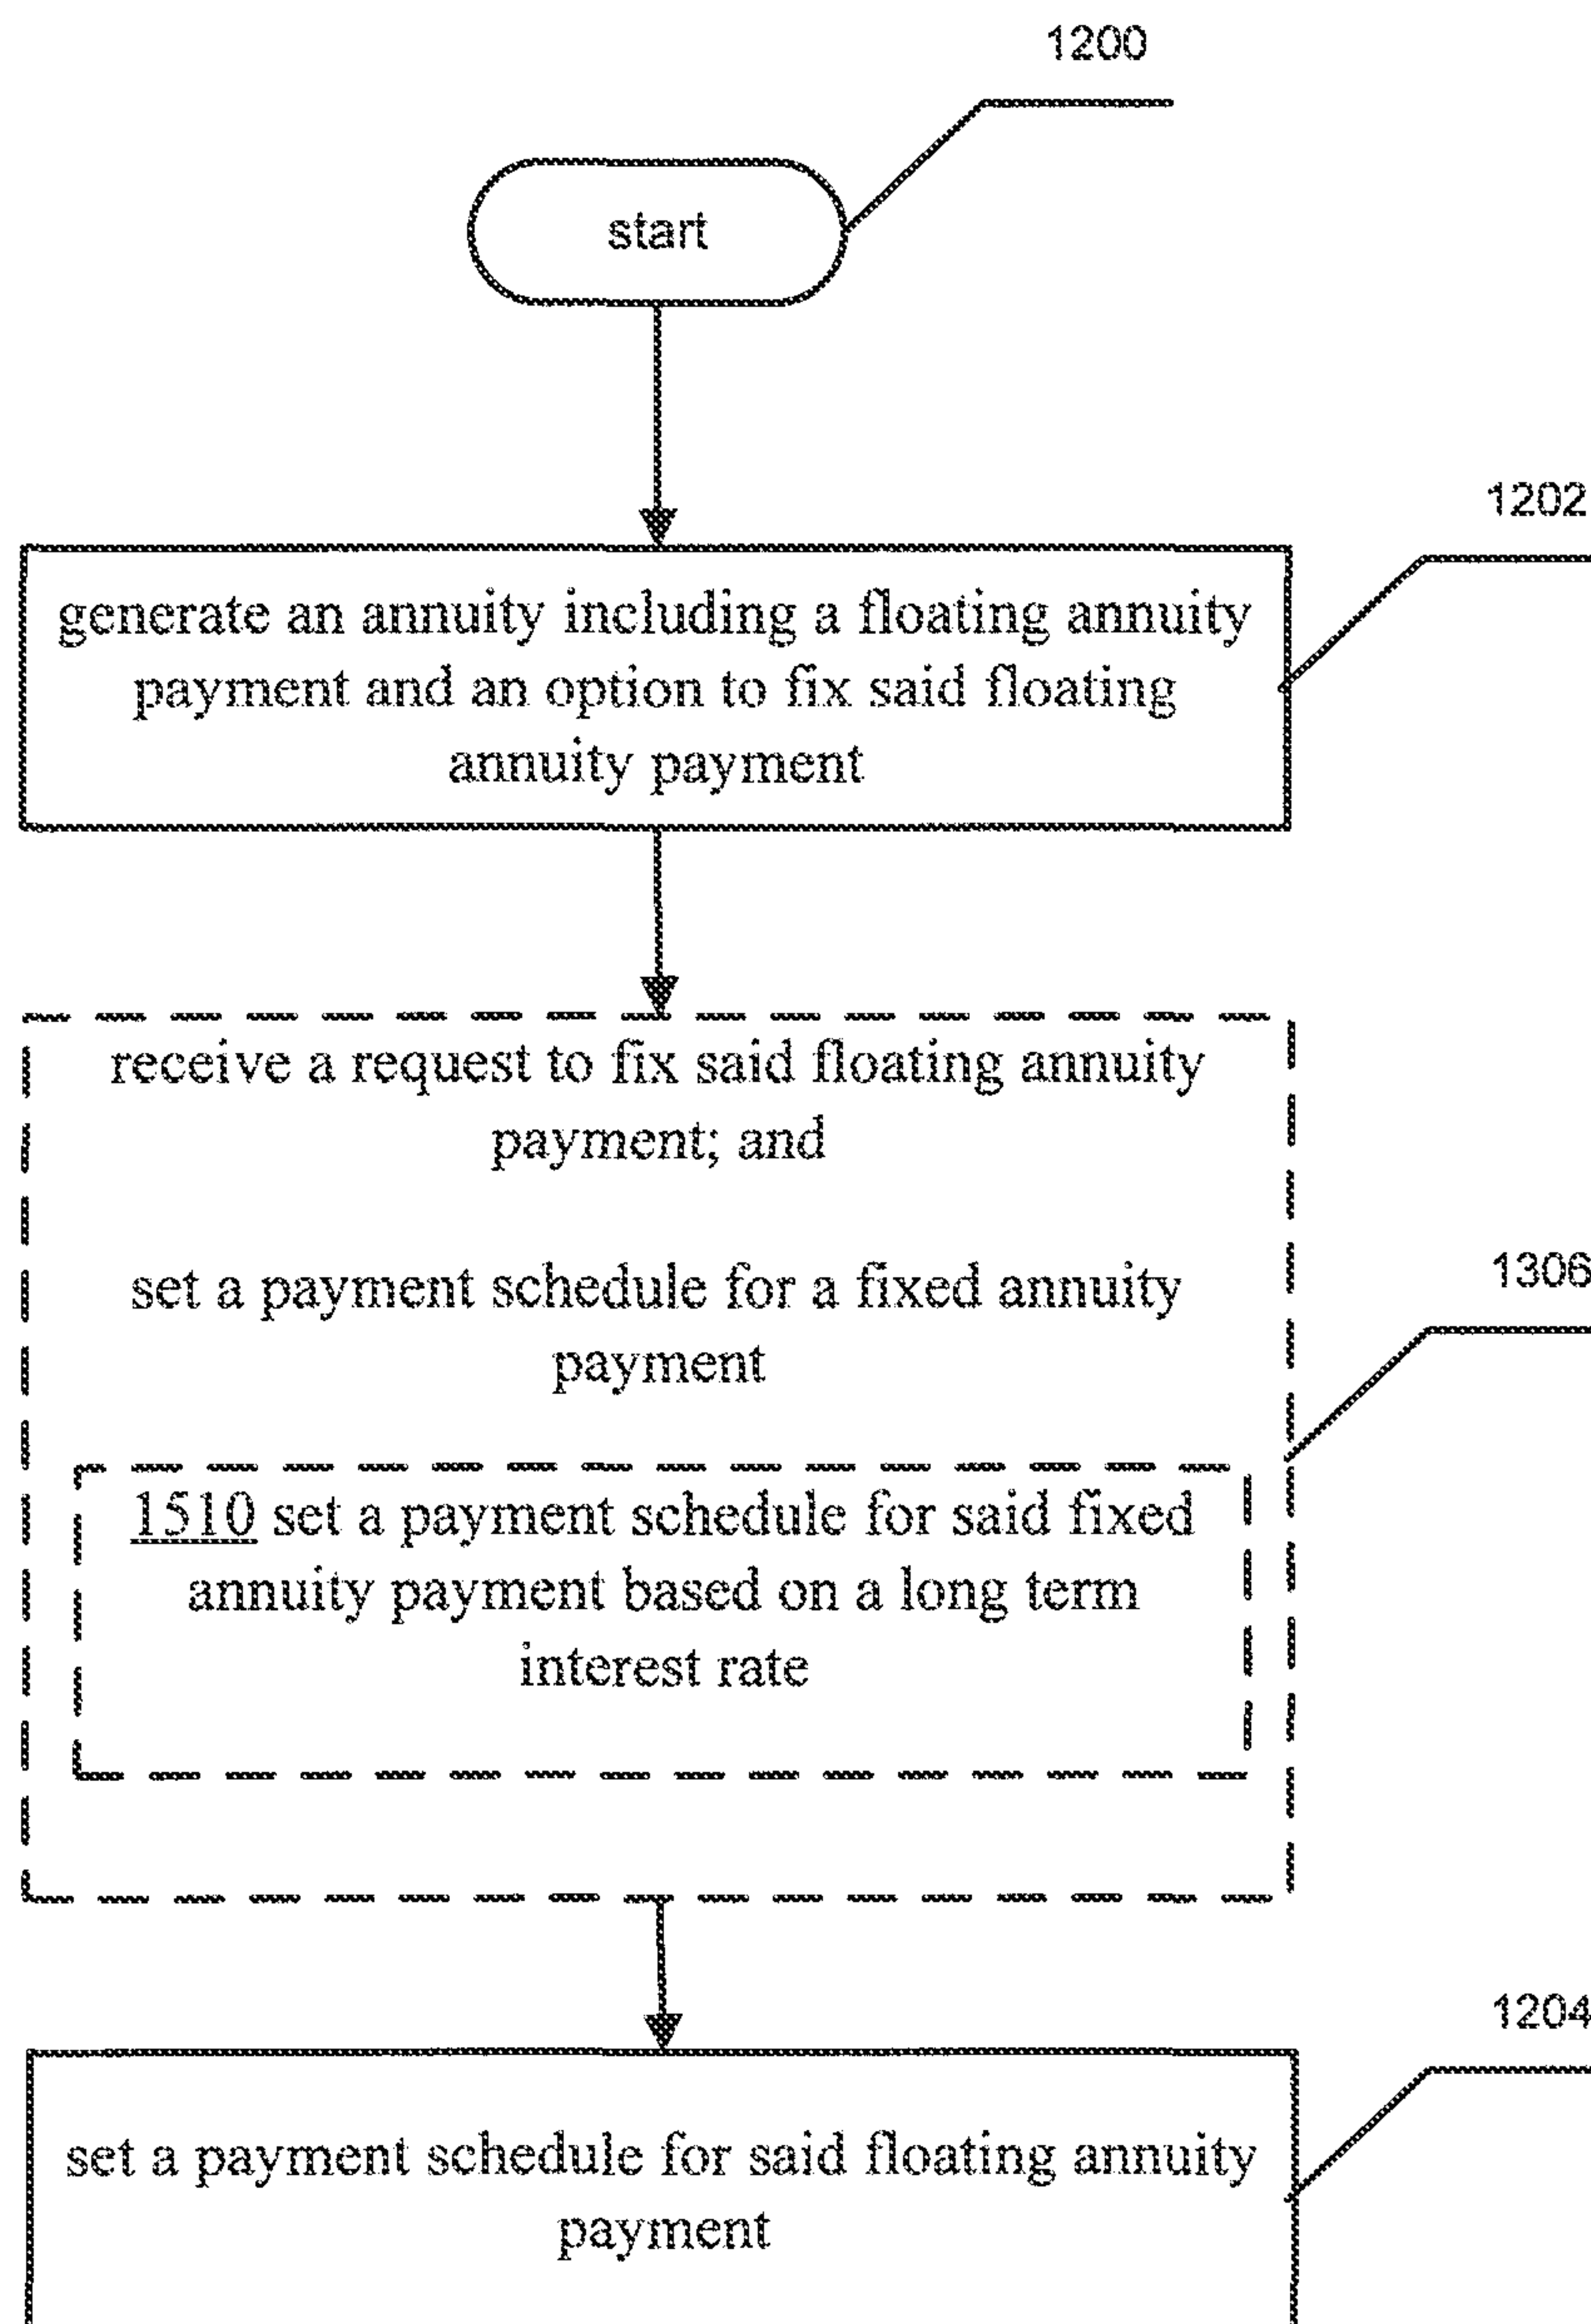 1200
start
1202
generate an annuity including a floating annuity
payment and an option to fix said floating
annuity payment
receive a request to fix said floating annuity
payment; and
set a payment schedule for a fixed annuity
payment
1306
1510 set a payment schedule for said fixed
annuity payment based on a long term
interest rate
1204
set a payment schedule for said floating annuity
payment